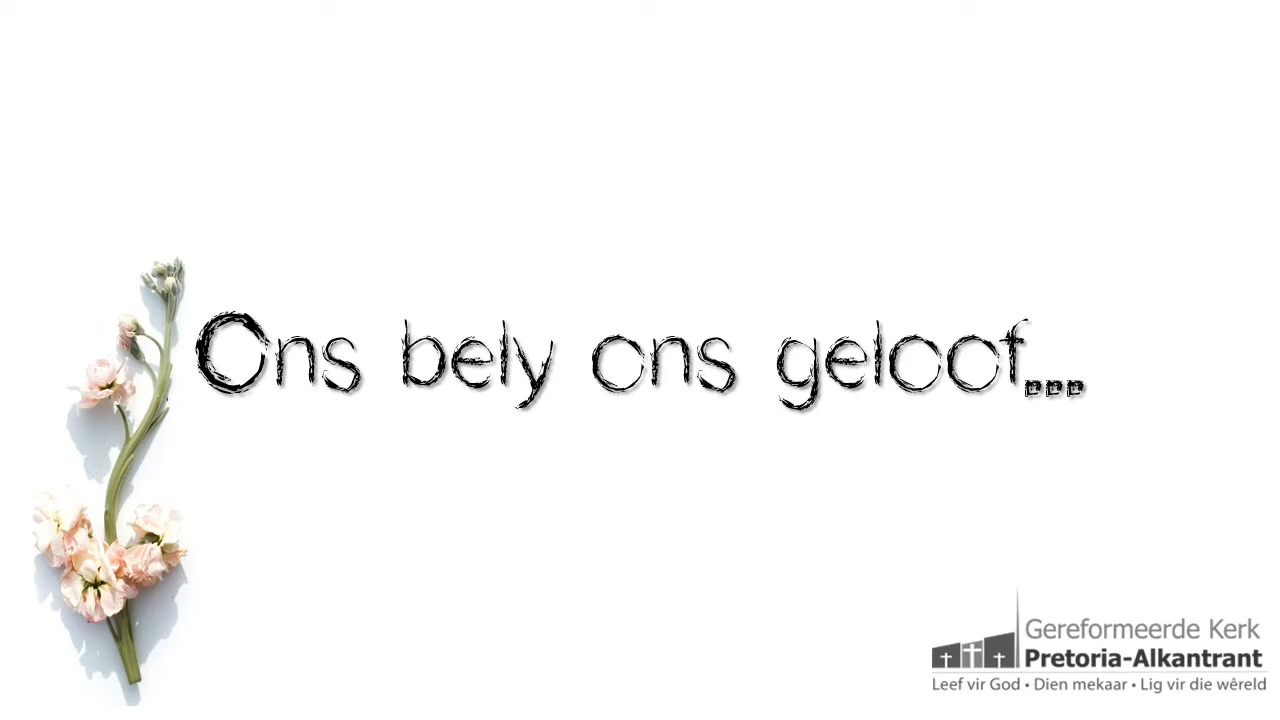 Ons bely ons geloof...
Gereformeerde Kerk
Pretoria-Alkantrant
Leef vir God • Dien mekaar • Lig vir die wêreld